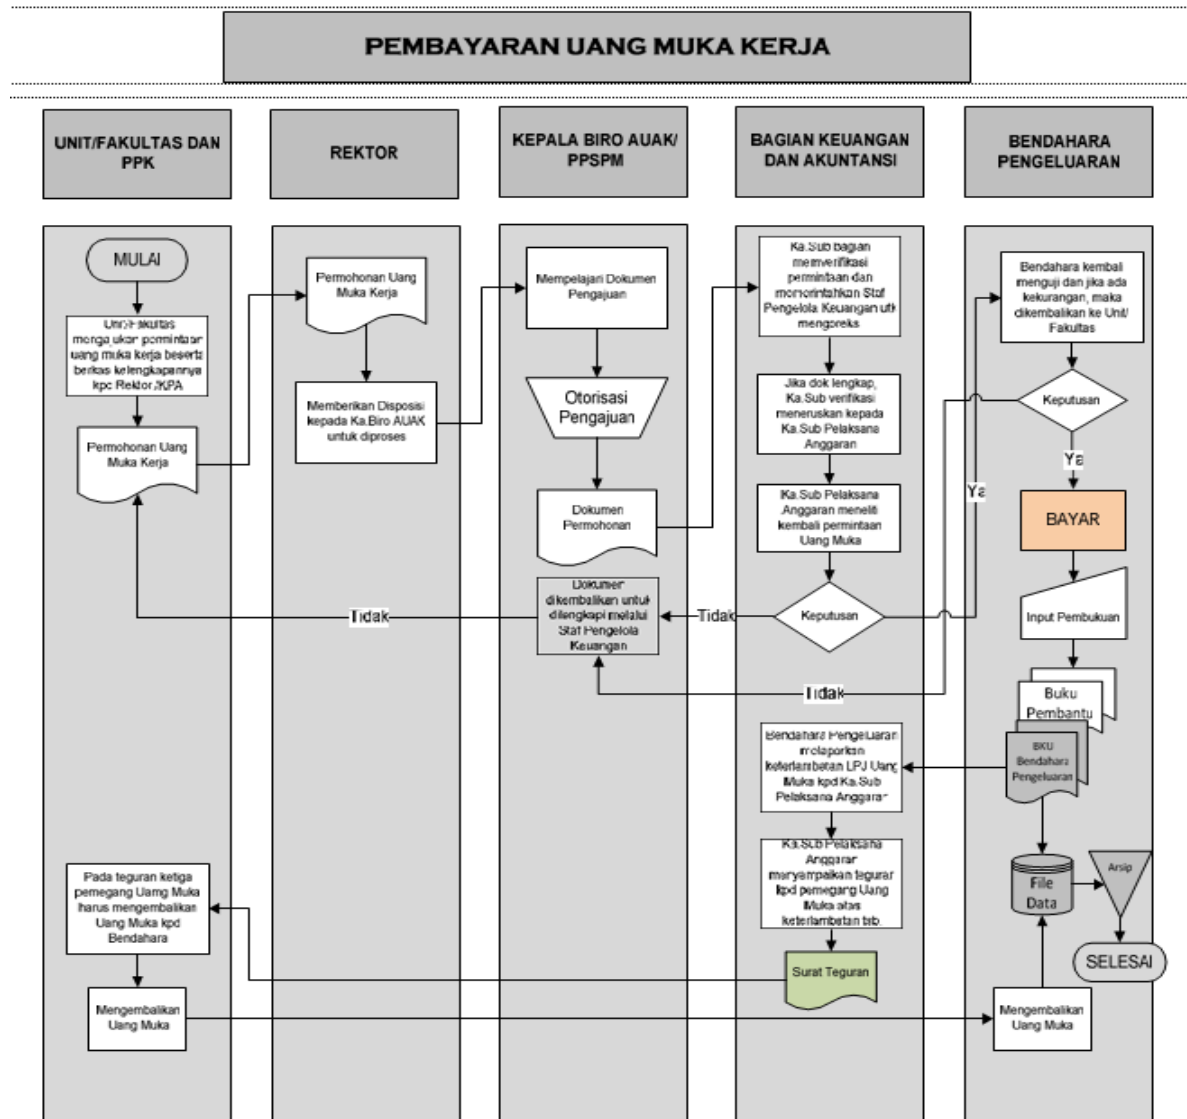 PEMBAYARAN UANG MUKA KERJA
UNIT/FAKULTAS DAN
PPK
REKTOR
KEPALA BIRO AUAK/
PPSPM
BAGIAN KEUANGAN
DAN AKUNTANSI
BENDAHARA
PENGELUARAN
MULAI
Unit/Fakultas
mengajukan permintaan
uang muka kerja beserta
berkas kelengkapannya
kpc Rektor /KPA
Permohonan Uang
Muka Kerja
Permohonan Uang
Muka Kerja
Memberikan Disposisi
kepada Ka.Biro AUAK
untuk diproses
Mempelajari Dokumen
Pengajuan
Otorisasi
Pengajuan
Dokumen
Permohonan
Dokumen
dikembalikan untuk
dilengkapi melalui
Staf Pengelola
Keuangan
Ka.Sub bagian
memverifikasi
permintaan dan
memerintahkan Staf
Pengelola Keuangan utk
mengoreks
Jika dok lengkap,
Ka.Sub verifikasi
meneruskan kepada
Ka.Sub Pelaksana
Anggaran
Ka.Sub Pelaksana
Anggaran meneliti
kembali permintaan
Uang Muka
Keputusan
Tidak
Tidak
Tidak
Ya
Bendahara kembali
menguji dan jika ada
kekurangan, maka
dikembalikan ke Unit/
Fakultas
Keputusan
Ya
BAYAR
Input Pembukuan
Buku
Pembantu
BKU
Bendahara
Pengeluaran
Bendahara Pengeluaran
melaporkan
keterlambatan LPJ Uang
Muka kpd Ka.Sub
Pelaksana Anggaran
Ka.Sub Pelaksana
Anggaran
menyampaikan teguran
kpd pemegang Uang
Muka atas
keterlambatan tsb.
Surat Teguran
Pada teguran ketiga
pemegang Uamg Muka
harus mengembalikan
Uang Muka kpd
Bendahara
Mengembalikan
Uang Muka
Mengembalikan
Uang Muka
File
Data
Arsip
SELESAI